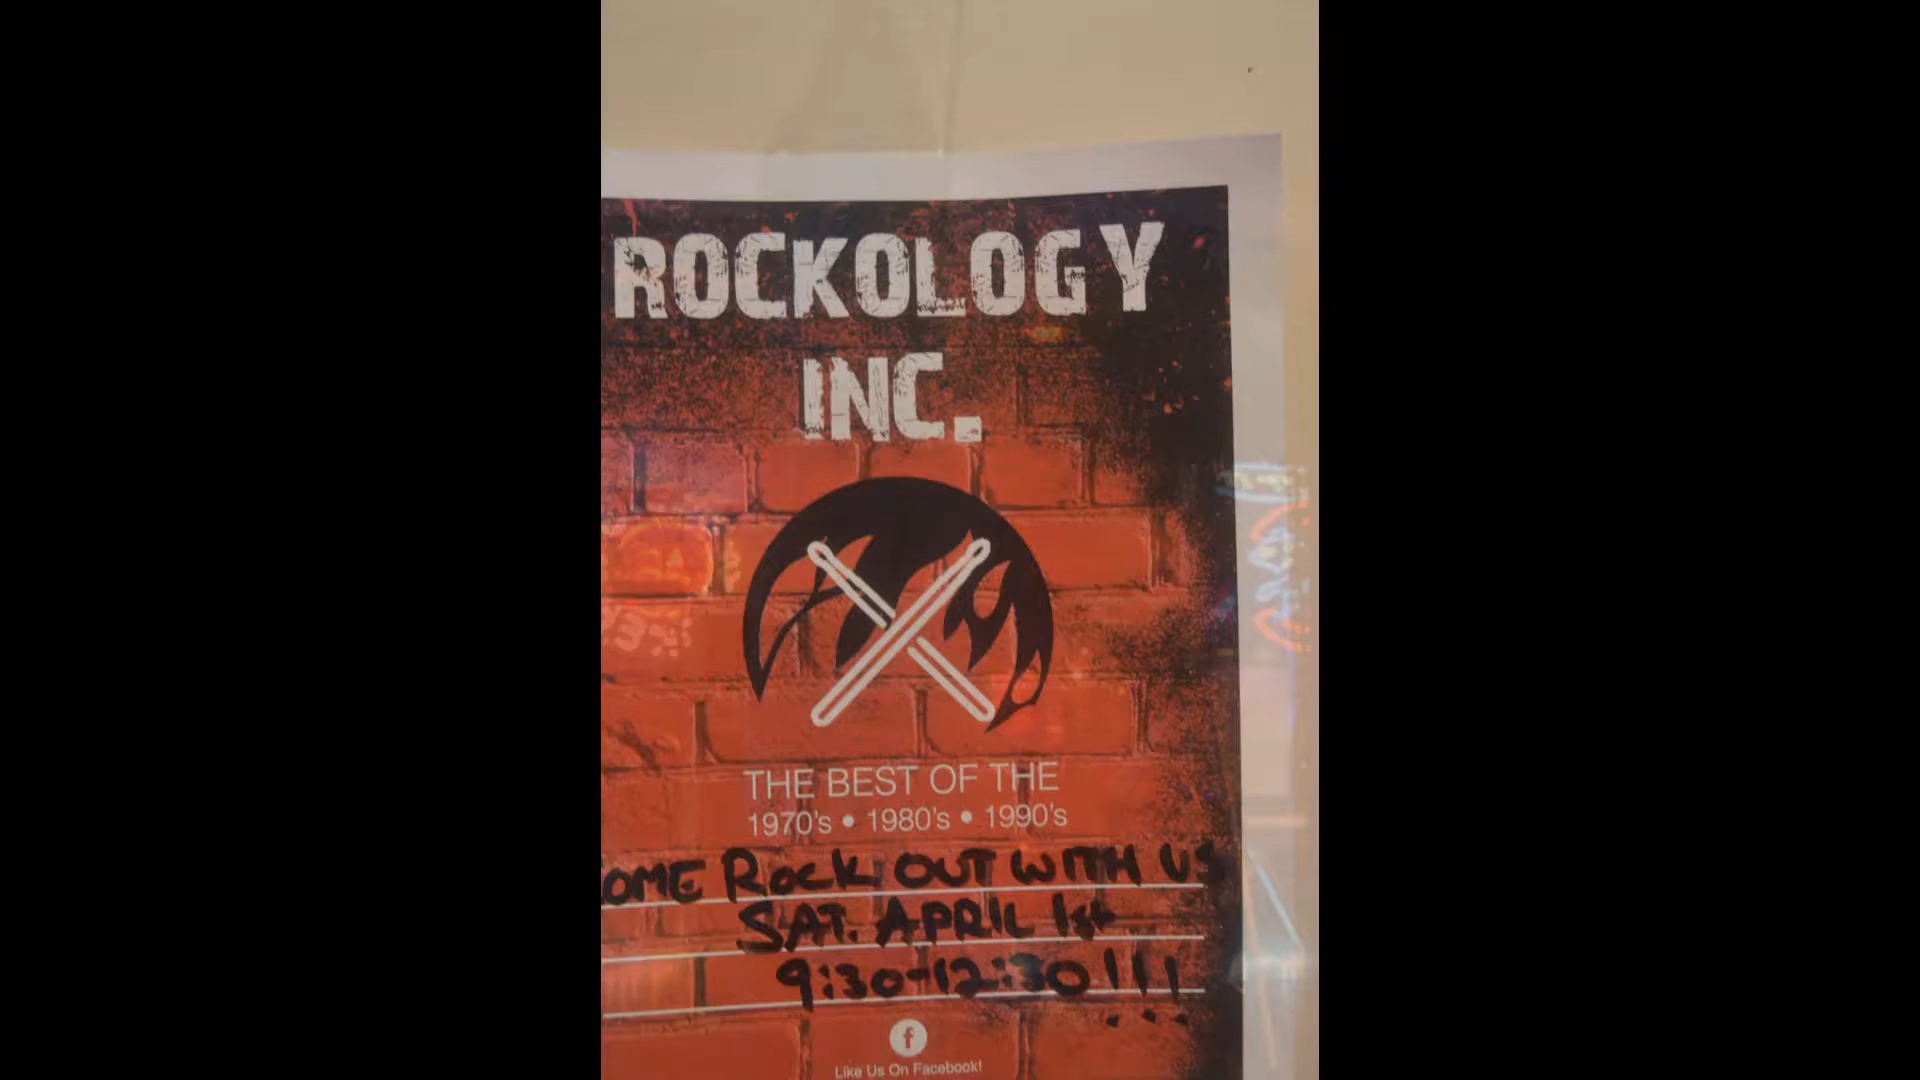 ROCKOLOGY
INC.
THE BEST OF THE
1970's • 1980's • 1990's
OME ROCK OUT WITH US
SAT. APRIL 1st
9:30-12:30!!!
f
Like Us On Facebook!